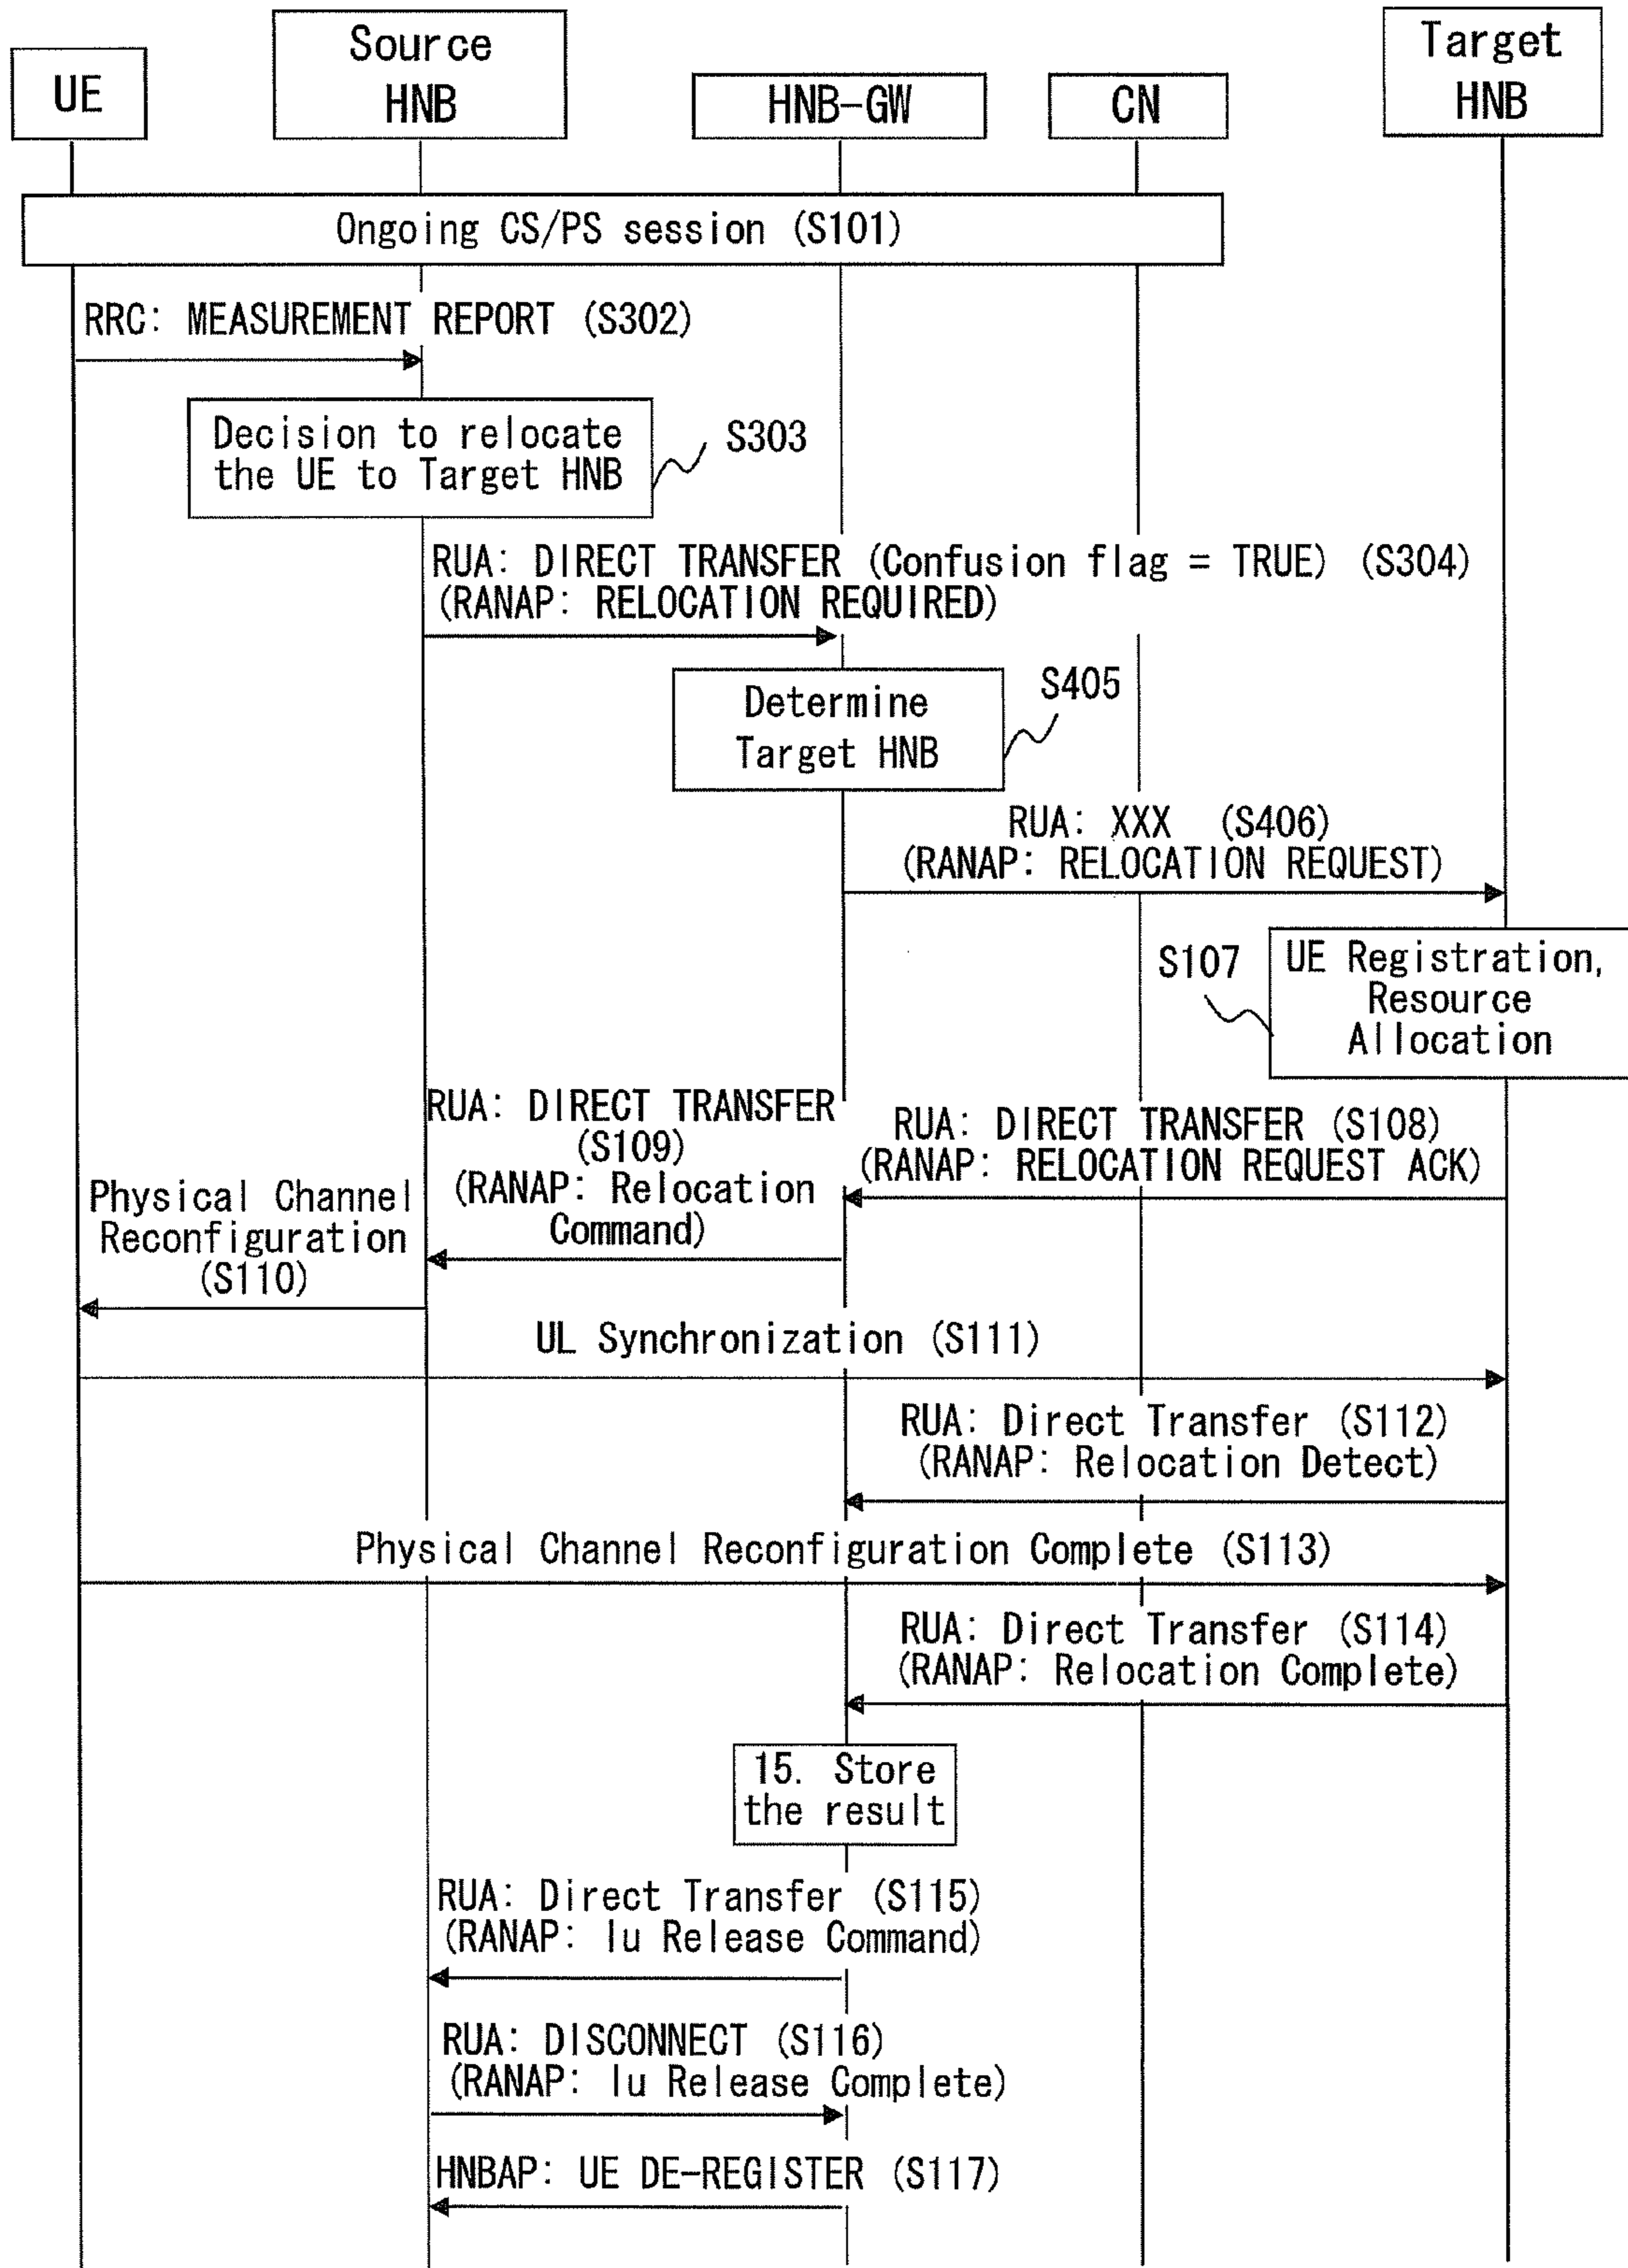 UE
Source
HNB
HNB-GW
CN
Target
HNB
Ongoing CS/PS session (S101)
RRC: MEASUREMENT REPORT (S302)
Decision to relocate
the UE to Target HNB
S303
RUA: DIRECT TRANSFER (Confusion flag = TRUE) (S304)
(RANAP: RELOCATION REQUIRED)
Determine
Target HNB
S405
RUA: XXX (S406)
(RANAP: RELOCATION REQUEST)
S107
UE Registration,
Resource
Allocation
RUA: DIRECT TRANSFER
(S109)
(RANAP: Relocation
Command)
RUA: DIRECT TRANSFER (S108)
(RANAP: RELOCATION REQUEST ACK)
Physical Channel
Reconfiguration
(S110)
UL Synchronization (S111)
RUA: Direct Transfer (S112)
(RANAP: Relocation Detect)
Physical Channel Reconfiguration Complete (S113)
RUA: Direct Transfer (S114)
(RANAP: Relocation Complete)
15. Store
the result
RUA: Direct Transfer (S115)
(RANAP: Iu Release Command)
RUA: DISCONNECT (S116)
(RANAP: Iu Release Complete)
HNBAP: UE DE-REGISTER (S117)